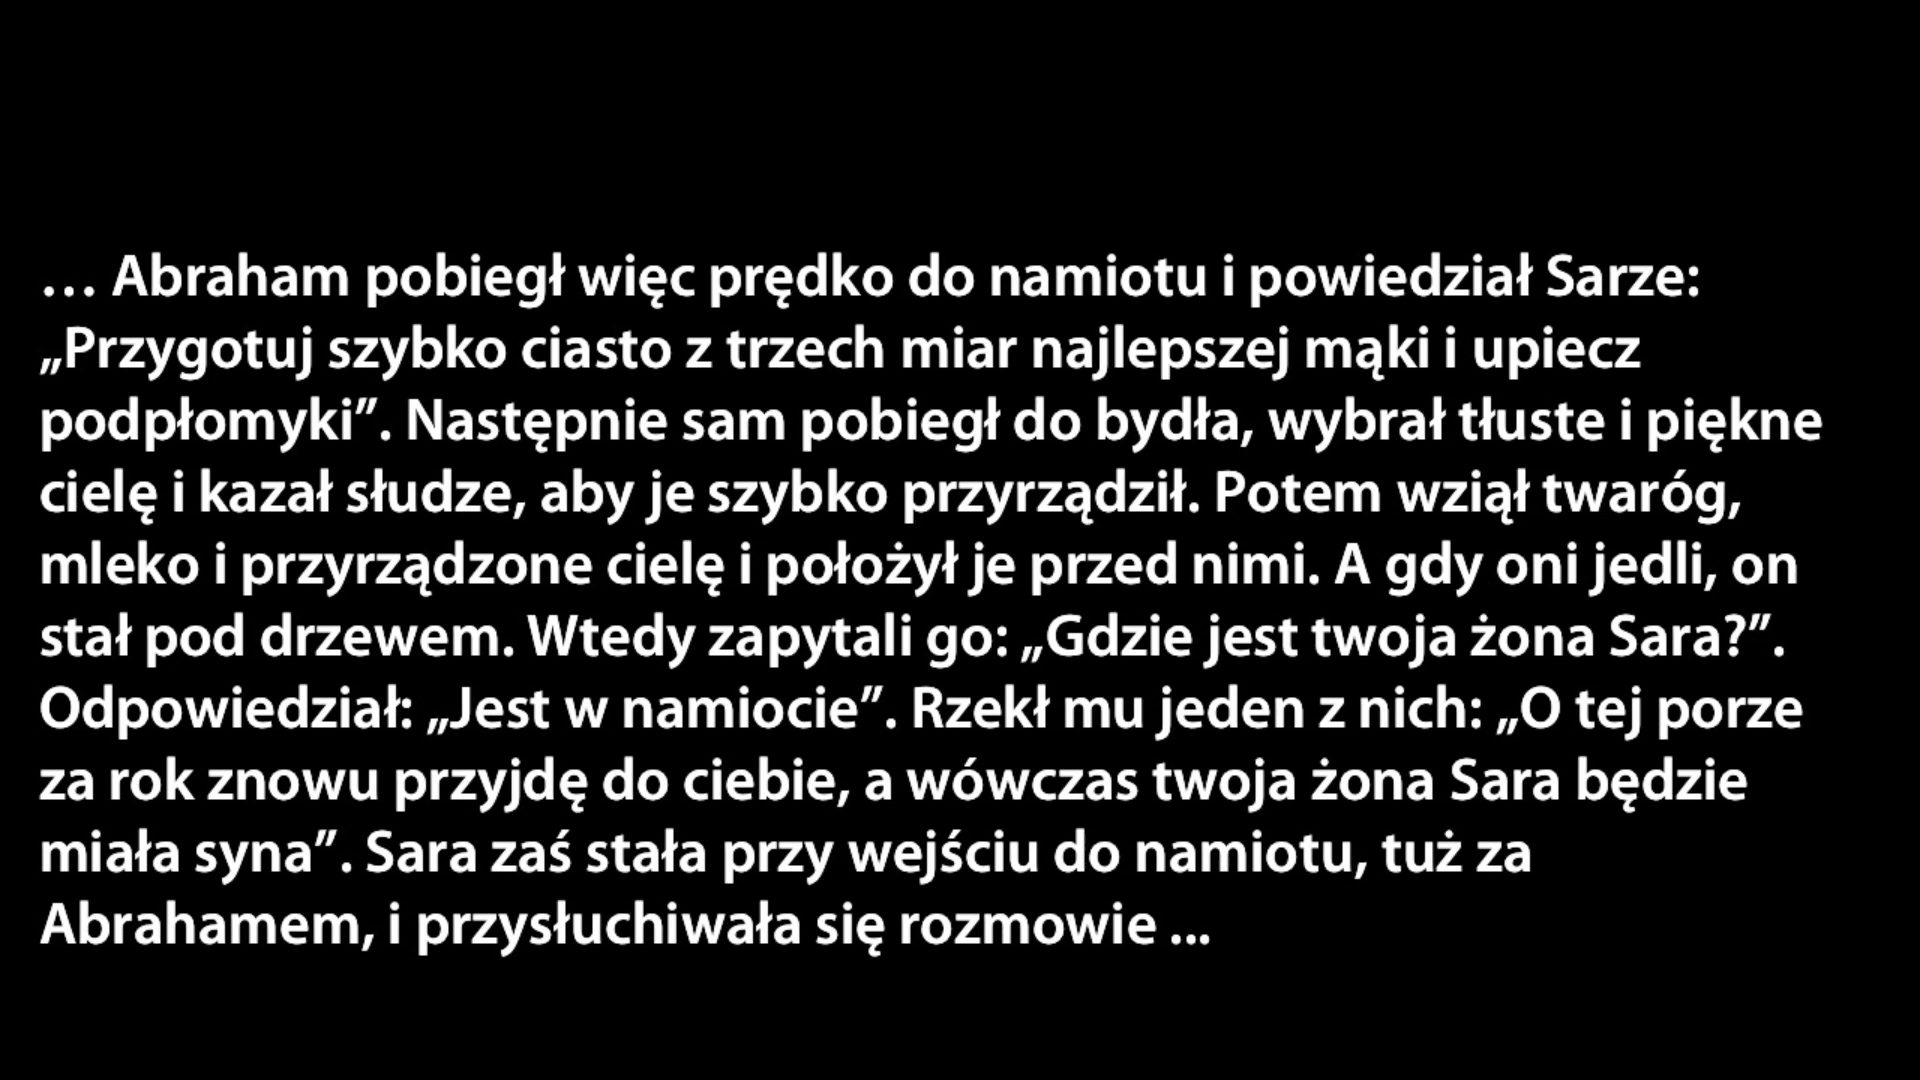 … Abraham pobiegł więc prędko do namiotu i powiedział Sarze:
„Przygotuj szybko ciasto z trzech miar najlepszej mąki i upiecz
podpłomyki”. Następnie sam pobiegł do bydła, wybrał tłuste i piękne
cielę i kazał słudze, aby je szybko przyrządził. Potem wziął twaróg,
mleko i przyrządzone cielę i położył je przed nimi. A gdy oni jedli, on
stał pod drzewem. Wtedy zapytali go: „Gdzie jest twoja żona Sara?”.
Odpowiedział: „Jest w namiocie”. Rzekł mu jeden z nich: „O tej porze
za rok znowu przyjdę do ciebie, a wówczas twoja żona Sara będzie
miała syna”. Sara zaś stała przy wejściu do namiotu, tuż za
Abrahamem, i przysłuchiwała się rozmowie ...